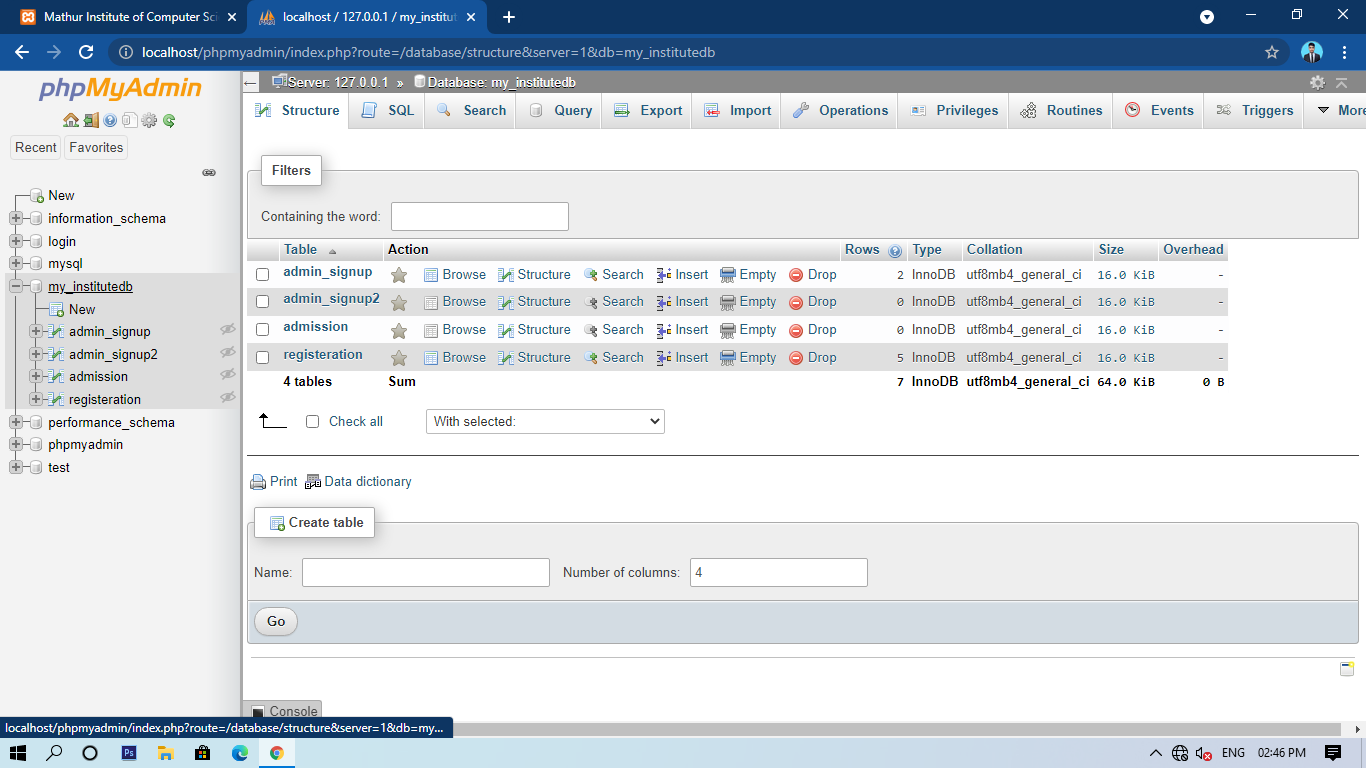 Mathur Institute of Computer Sci
localhost / 127.0.0.1 / my_institut
localhost/phpmyadmin/index.php?route=/database/structure&server=1&db=my_institutedb
phpMyAdmin
Recent Favorites
New
information_schema
login
mysql
my_institutedb
New
admin_signup
admin_signup2
admission
registeration
performance_schema
phpmyadmin
test
Server: 127.0.0.1 » Database: my_institutedb
Structure SQL Search Query Export Import Operations Privileges Routines Events Triggers More
Filters
Containing the word:
Table Action Rows Type Collation Size Overhead
admin_signup Browse Structure Search Insert Empty Drop 2 InnoDB utf8mb4_general_ci 16.0 KiB -
admin_signup2 Browse Structure Search Insert Empty Drop 0 InnoDB utf8mb4_general_ci 16.0 KiB -
admission Browse Structure Search Insert Empty Drop 0 InnoDB utf8mb4_general_ci 16.0 KiB -
registeration Browse Structure Search Insert Empty Drop 5 InnoDB utf8mb4_general_ci 16.0 KiB -
4 tables Sum 7 InnoDB utf8mb4_general_ci 64.0 KiB 0 B
Check all With selected:
Print Data dictionary
Create table
Name: Number of columns: 4
Go
Console
localhost/phpmyadmin/index.php?route=/database/structure&server=1&db=my...
Ps
ENG 02:46 PM